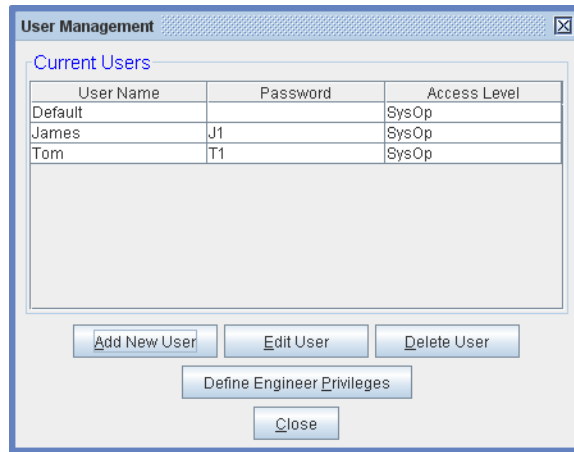 User Management
Current Users
User Name Password Access Level
Default SysOp
James J1 SysOp
Tom T1 SysOp
Add New User Edit User Delete User
Define Engineer Privileges
Close